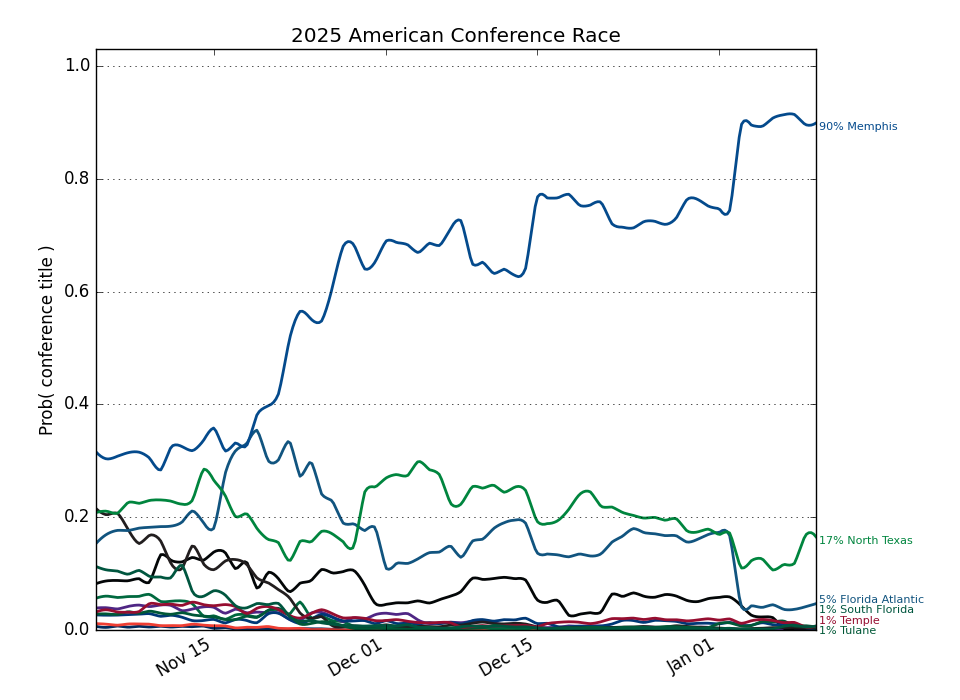 2025 American Conference Race
Prob( conference title )
1.0
0.8
0.6
0.4
0.2
0.0
Nov 15
Dec 01
Dec 15
Jan 01
90% Memphis
17% North Texas
5% Florida Atlantic
1% South Florida
1% Temple
1% Tulane